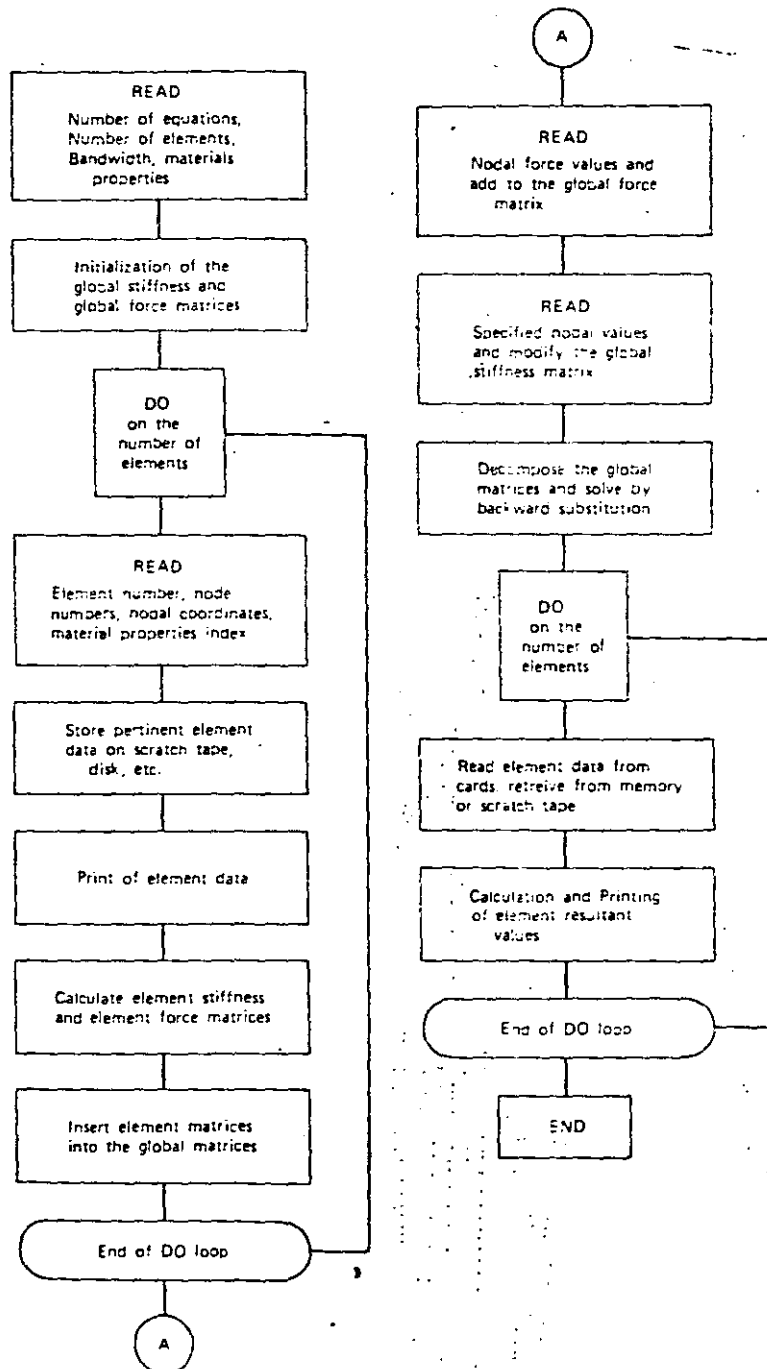 READ
Number of equations,
Number of elements,
Bandwidth, materials
properties
Initialization of the
global stiffness and
global force matrices
DO
on the
number of
elements
READ
Element number, node
numbers, nodal coordinates,
material properties index
Store pertinent element
data on scratch tape,
disk, etc.
Print of element data
Calculate element stiffness
and element force matrices
Insert element matrices
into the global matrices
End of DO loop
A
A
READ
Nodal force values and
add to the global force
matrix
READ
Specified nodal values
and modify the global
stiffness matrix
Decompose the global
matrices and solve by
backward substitution
DO
on the
number of
elements
Read element data from
cards, retreive from memory
or scratch tape
Calculation and Printing
of element resultant
values
End of DO loop
END